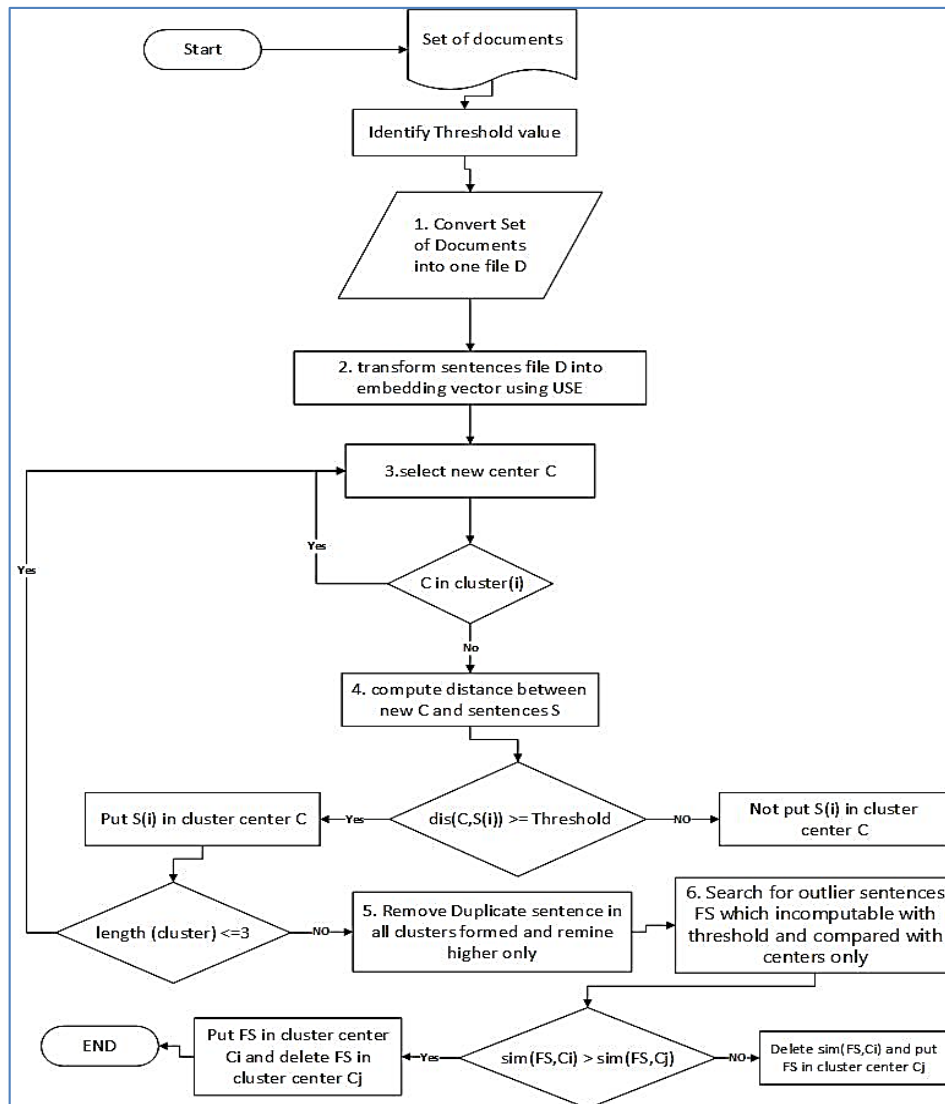 Start
Set of documents
Identify Threshold value
1. Convert Set
of Documents
into one file D
2. transform sentences file D into
embedding vector using USE
3.select new center C
Yes
Yes
C in cluster(i)
No
4. compute distance between
new C and sentences S
Put S(i) in cluster center C
Yes
dis(C,S(i)) >= Threshold
NO
Not put S(i) in cluster
center C
length (cluster) <=3
NO
5. Remove Duplicate sentence in
all clusters formed and remine
higher only
6. Search for outlier sentences
FS which incomputable with
threshold and compared with
centers only
END
Put FS in cluster center
Ci and delete FS in
cluster center Cj
Yes
sim(FS,Ci) > sim(FS,Cj)
NO
Delete sim(FS,Ci) and put
FS in cluster center Cj